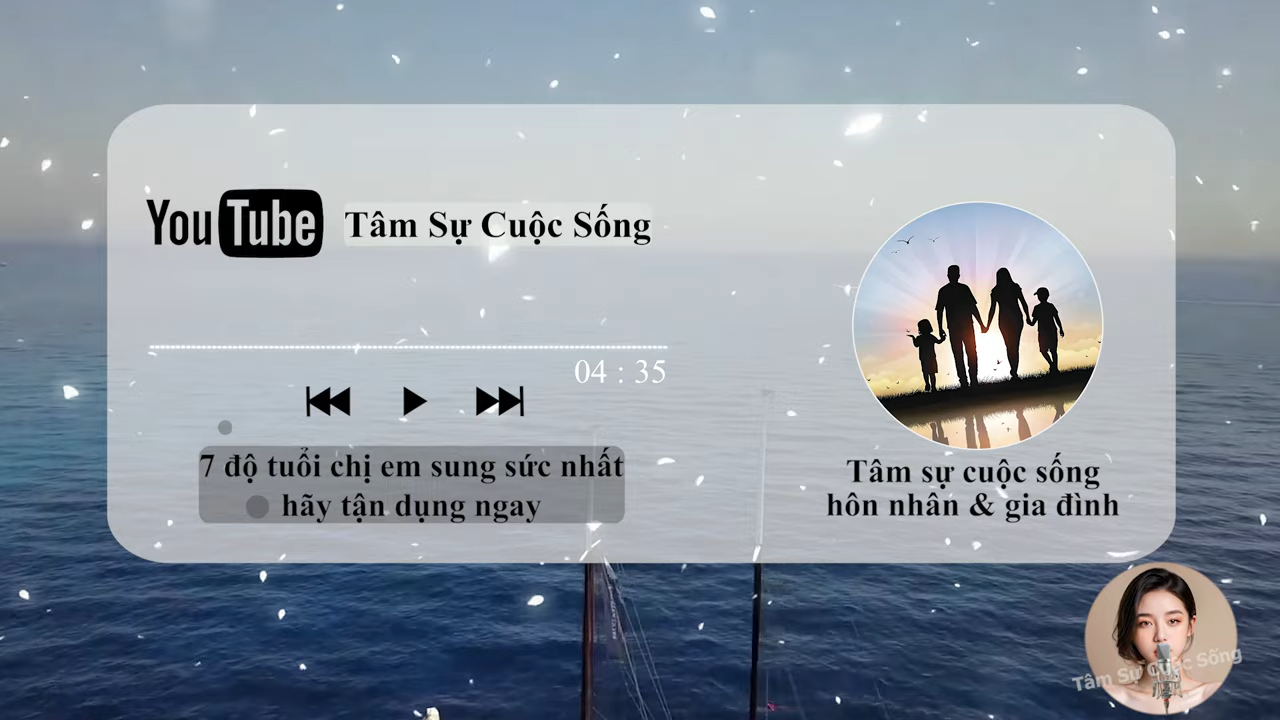 YouTube
Tâm Sự Cuộc Sống
04 : 35
7 độ tuổi chị em sung sức nhất
hãy tận dụng ngay
Tâm sự cuộc sống
hôn nhân & gia đình
Tâm Sự Cuộc Sống